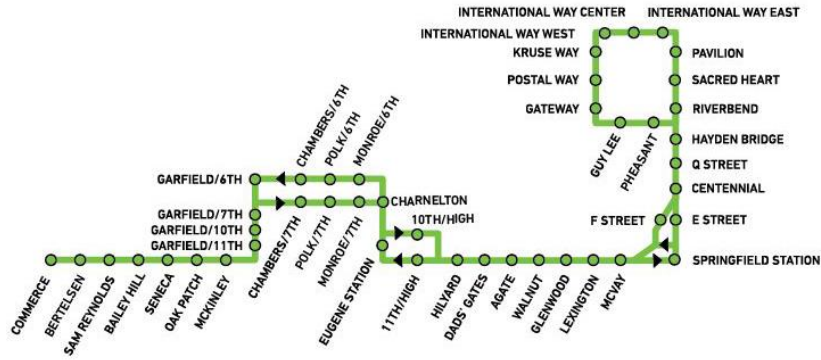 INTERNATIONAL WAY CENTER
INTERNATIONAL WAY EAST
INTERNATIONAL WAY WEST
KRUSE WAY
PAVILION
POSTAL WAY
SACRED HEART
GATEWAY
RIVERBEND
GUY LEE
PHEASANT
HAYDEN BRIDGE
Q STREET
CENTENNIAL
F STREET
E STREET
SPRINGFIELD STATION
CHAMBERS/6TH
POLK/6TH
MONROE/6TH
GARFIELD/6TH
CHARNELTON
GARFIELD/7TH
GARFIELD/10TH
GARFIELD/11TH
CHAMBERS/7TH
POLK/7TH
MONROE/7TH
10TH/HIGH
COMMERCE
BERTELSEN
SAM REYNOLDS
BAILEY HILL
SENECA
OAK PATCH
MCKINLEY
EUGENE STATION
11TH/HIGH
HILYARD
DADS' GATES
AGATE
WALNUT
GLENWOOD
LEXINGTON
MCVAY